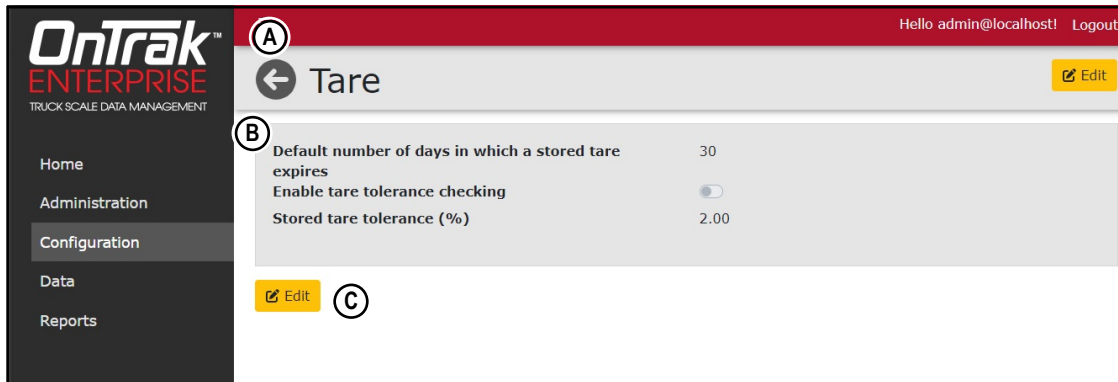 OnTrak™
ENTERPRISE
TRUCK SCALE DATA MANAGEMENT
Home
Administration
Configuration
Data
Reports
Hello admin@localhost! Logout
A
Tare
Edit
B
Default number of days in which a stored tare 30
expires
Enable tare tolerance checking
Stored tare tolerance (%) 2.00
Edit
C